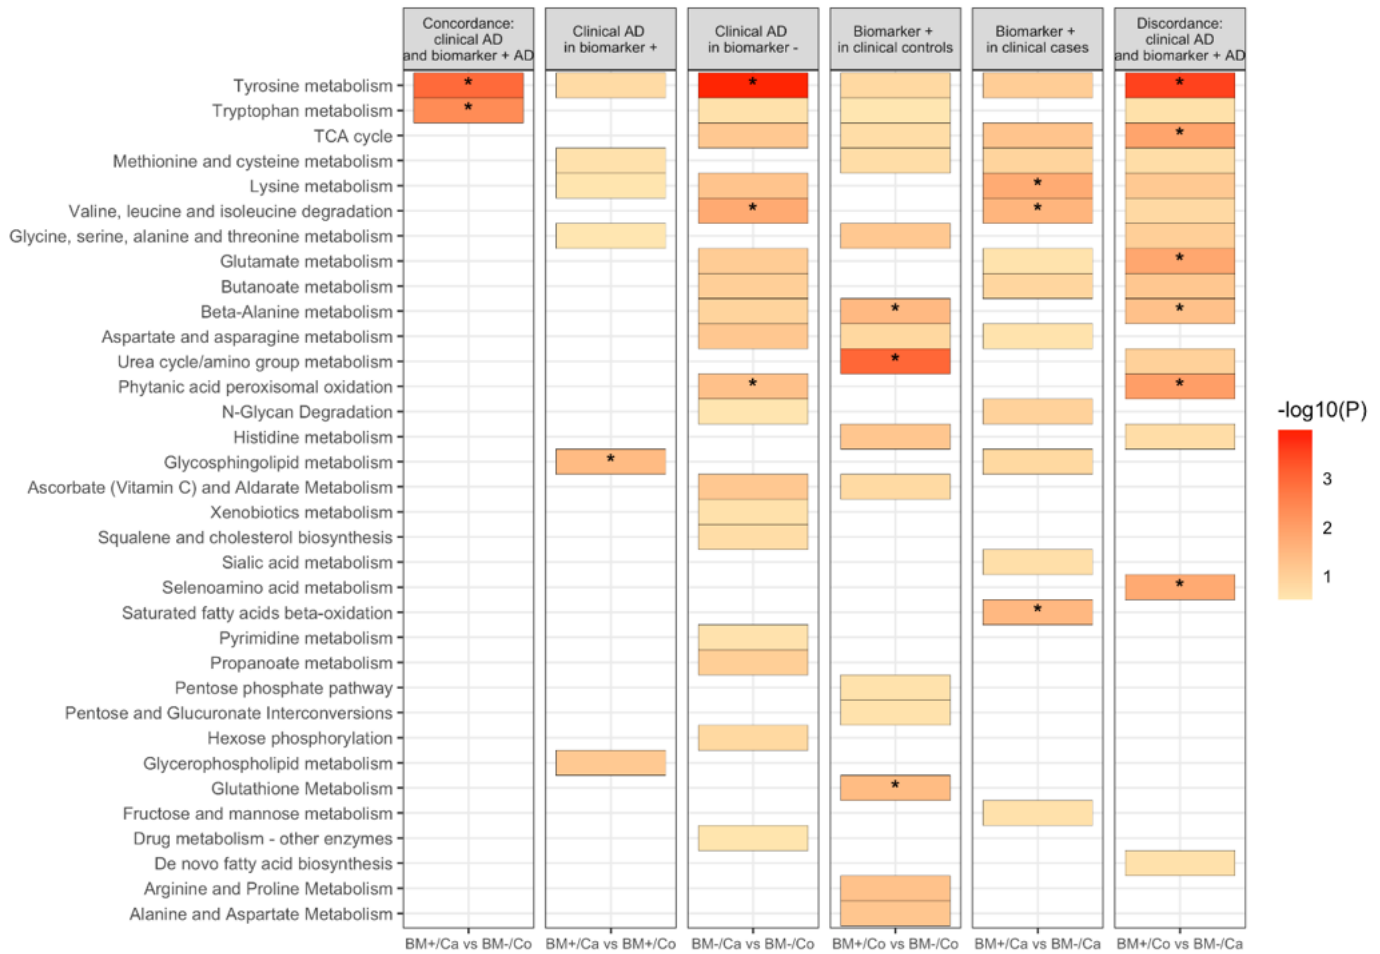 Concordance:
clinical AD
and biomarker + AD
Clinical AD
in biomarker +
Clinical AD
in biomarker -
Biomarker +
in clinical controls
Biomarker +
in clinical cases
Discordance:
clinical AD
and biomarker + AD
Tyrosine metabolism
*
*
*
Tryptophan metabolism
*
TCA cycle
*
Methionine and cysteine metabolism
Lysine metabolism
*
Valine, leucine and isoleucine degradation
*
*
Glycine, serine, alanine and threonine metabolism
Glutamate metabolism
*
Butanoate metabolism
Beta-Alanine metabolism
*
*
Aspartate and asparagine metabolism
Urea cycle/amino group metabolism
*
Phytanic acid peroxisomal oxidation
*
*
N-Glycan Degradation
Histidine metabolism
Glycosphingolipid metabolism
*
Ascorbate (Vitamin C) and Aldarate Metabolism
Xenobiotics metabolism
Squalene and cholesterol biosynthesis
Sialic acid metabolism
Selenoamino acid metabolism
*
Saturated fatty acids beta-oxidation
*
Pyrimidine metabolism
Propanoate metabolism
Pentose phosphate pathway
Pentose and Glucuronate Interconversions
Hexose phosphorylation
Glycerophospholipid metabolism
Glutathione Metabolism
*
Fructose and mannose metabolism
Drug metabolism - other enzymes
De novo fatty acid biosynthesis
Arginine and Proline Metabolism
Alanine and Aspartate Metabolism
BM+/Ca vs BM-/Co
BM+/Ca vs BM+/Co
BM-/Ca vs BM-/Co
BM+/Co vs BM-/Co
BM+/Ca vs BM-/Ca
BM+/Co vs BM-/Ca
-log10(P)
3
2
1